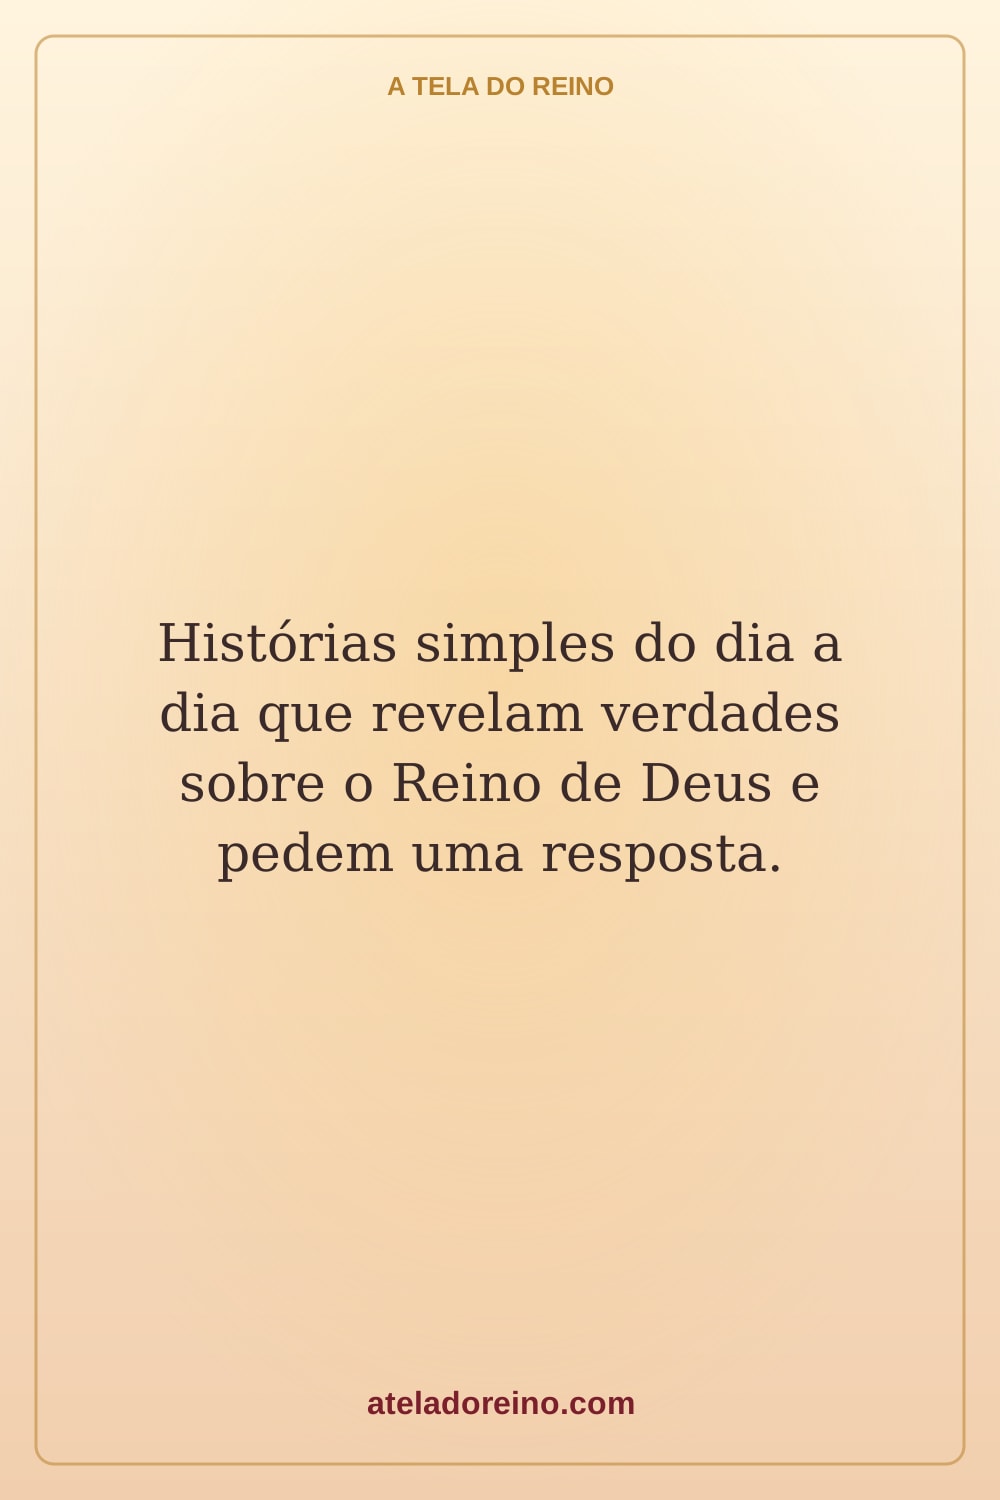 A TELA DO REINO
Histórias simples do dia a
dia que revelam verdades
sobre o Reino de Deus e
pedem uma resposta.
ateladoreino.com